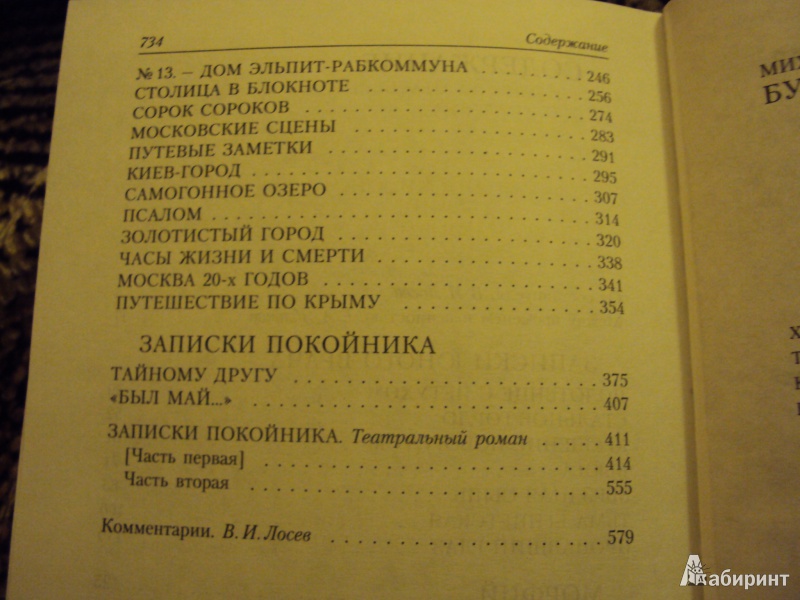 734 Содержание
№ 13. – ДОМ ЭЛЬПИТ-РАБКОММУНА . . . . . . . . . . 246
СТОЛИЦА В БЛОКНОТЕ . . . . . . . . . . . . . . . . . . . 256
СОРОК СОРОКОВ . . . . . . . . . . . . . . . . . . . . . . . 274
МОСКОВСКИЕ СЦЕНЫ . . . . . . . . . . . . . . . . . . . . 283
ПУТЕВЫЕ ЗАМЕТКИ . . . . . . . . . . . . . . . . . . . . . 291
КИЕВ-ГОРОД . . . . . . . . . . . . . . . . . . . . . . . . . . 295
САМОГОННОЕ ОЗЕРО . . . . . . . . . . . . . . . . . . . . 307
ПСАЛОМ . . . . . . . . . . . . . . . . . . . . . . . . . . . . . 314
ЗОЛОТИСТЫЙ ГОРОД . . . . . . . . . . . . . . . . . . . . 320
ЧАСЫ ЖИЗНИ И СМЕРТИ . . . . . . . . . . . . . . . . . 338
МОСКВА 20-х ГОДОВ . . . . . . . . . . . . . . . . . . . . 341
ПУТЕШЕСТВИЕ ПО КРЫМУ . . . . . . . . . . . . . . . . 354
ЗАПИСКИ ПОКОЙНИКА
ТАЙНОМУ ДРУГУ . . . . . . . . . . . . . . . . . . . . . . . 375
«БЫЛ МАЙ...» . . . . . . . . . . . . . . . . . . . . . . . . . 407
ЗАПИСКИ ПОКОЙНИКА. Театральный роман . . . . . 411
[Часть первая] . . . . . . . . . . . . . . . . . . . . . . . . 414
Часть вторая . . . . . . . . . . . . . . . . . . . . . . . . . 555
Комментарии. В. И. Лосев . . . . . . . . . . . . . . . . . 579
МИХ
БУ
Лабиринт